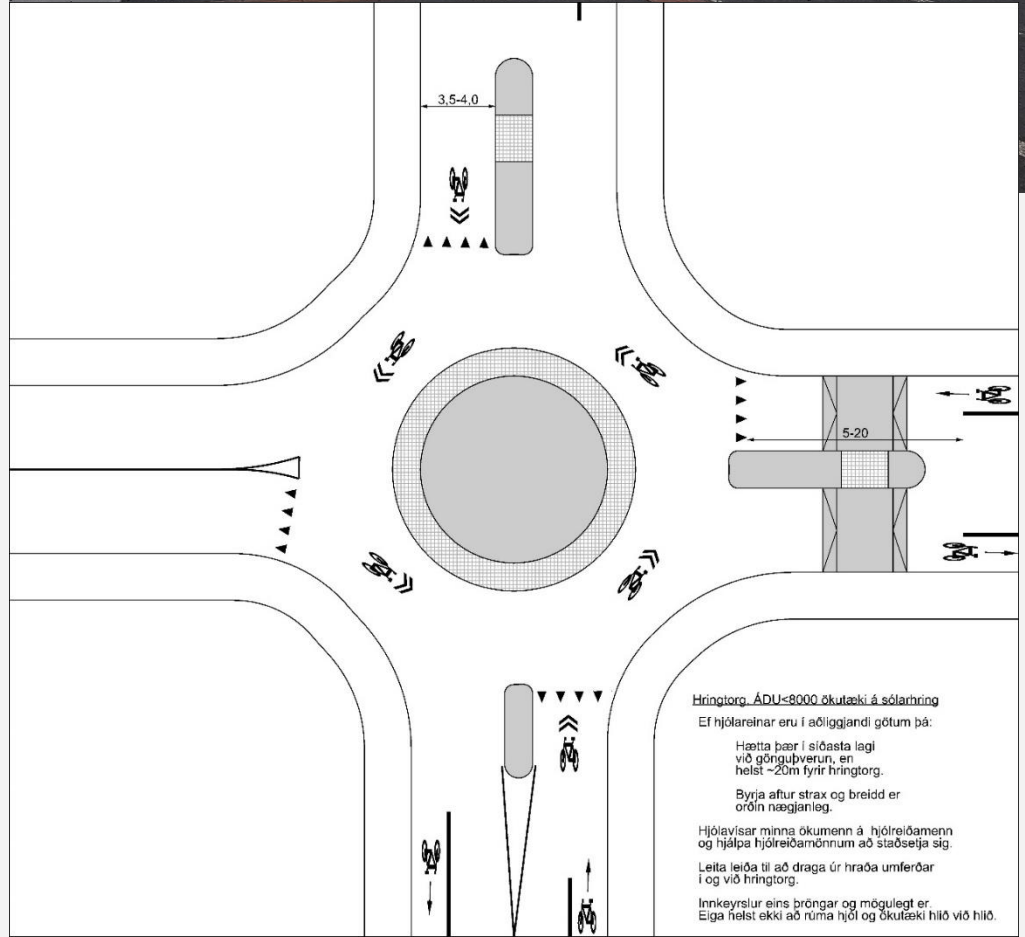 3,5-4,0
5-20
Hringtorg. ÁDU<8000 ökutæki á sólarhring
Ef hjólareinar eru í aðliggjandi götum þá:
Hætta þær í síðasta lagi
við gönguþverun, en
helst ~20m fyrir hringtorg.
Byrja aftur strax og breidd er
orðin nægjanleg.
Hjólavísar minna ökumenn á hjólreiðamenn
og hjálpa hjólreiðamönnum að staðsetja sig.
Leita leiða til að draga úr hraða umferðar
í og við hringtorg.
Innkeyrslur eins þröngar og mögulegt er.
Eiga helst ekki að rúma hjól og ökutæki hlið við hlið.